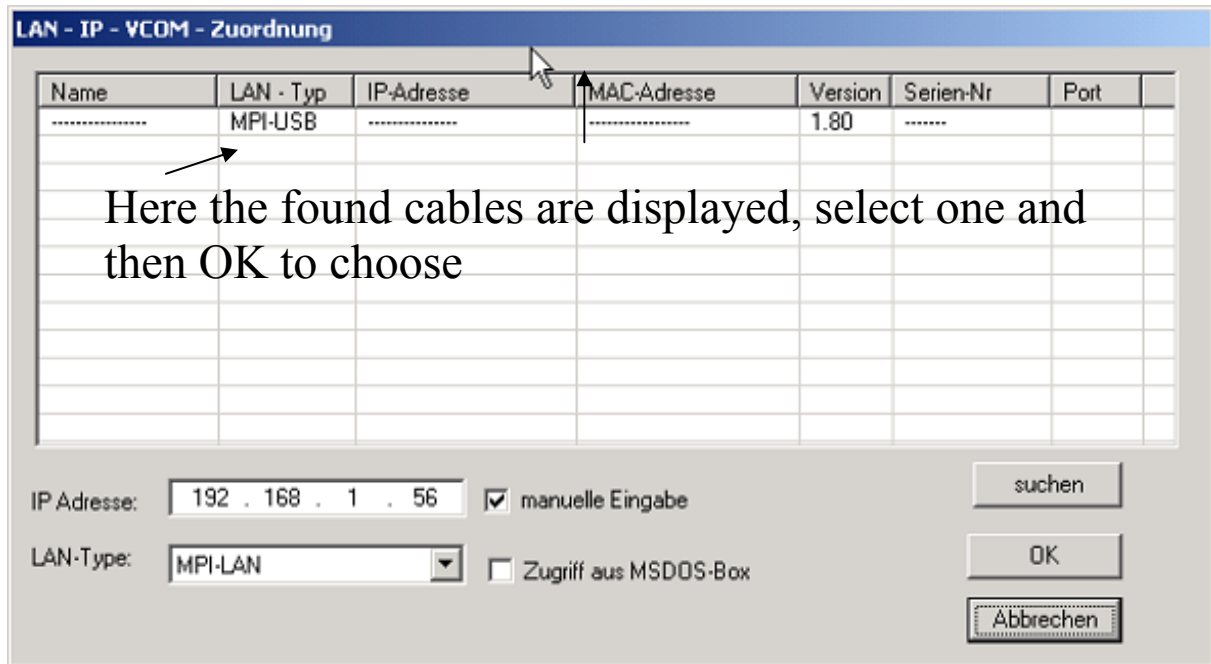 LAN - IP - VCOM - Zuordnung
Name LAN - Typ IP-Adresse MAC-Adresse Version Serien-Nr Port
---------------- MPI-USB --------------- ----------------- 1.80 -------
Here the found cables are displayed, select one and
then OK to choose
IP Adresse: 192 . 168 . 1 . 56 manuelle Eingabe suchen
LAN-Type: MPI-LAN Zugriff aus MSDOS-Box OK
Abbrechen